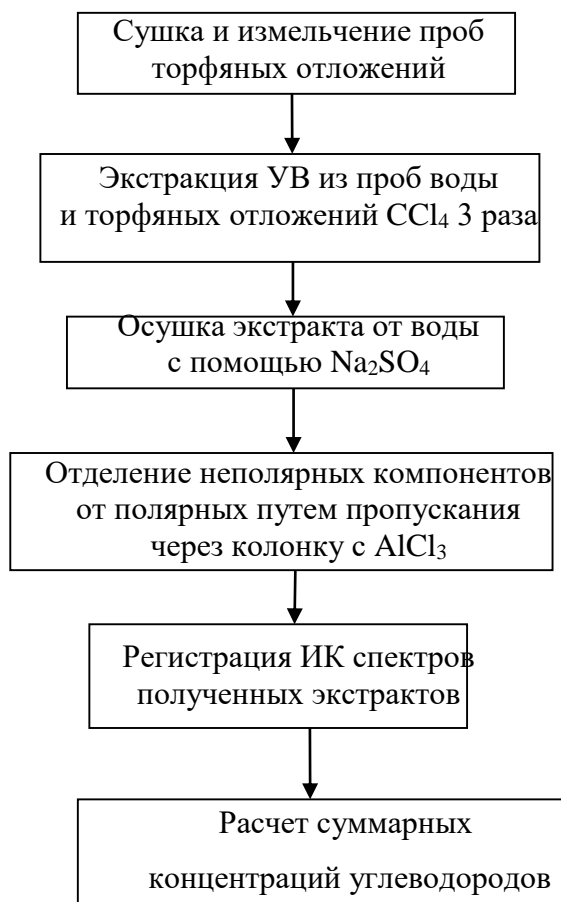 Сушка и измельчение проб
торфяных отложений
Экстракция УВ из проб воды
и торфяных отложений CCl₄ 3 раза
Осушка экстракта от воды
с помощью Na₂SO₄
Отделение неполярных компонентов
от полярных путем пропускания
через колонку с AlCl₃
Регистрация ИК спектров
полученных экстрактов
Расчет суммарных
концентраций углеводородов